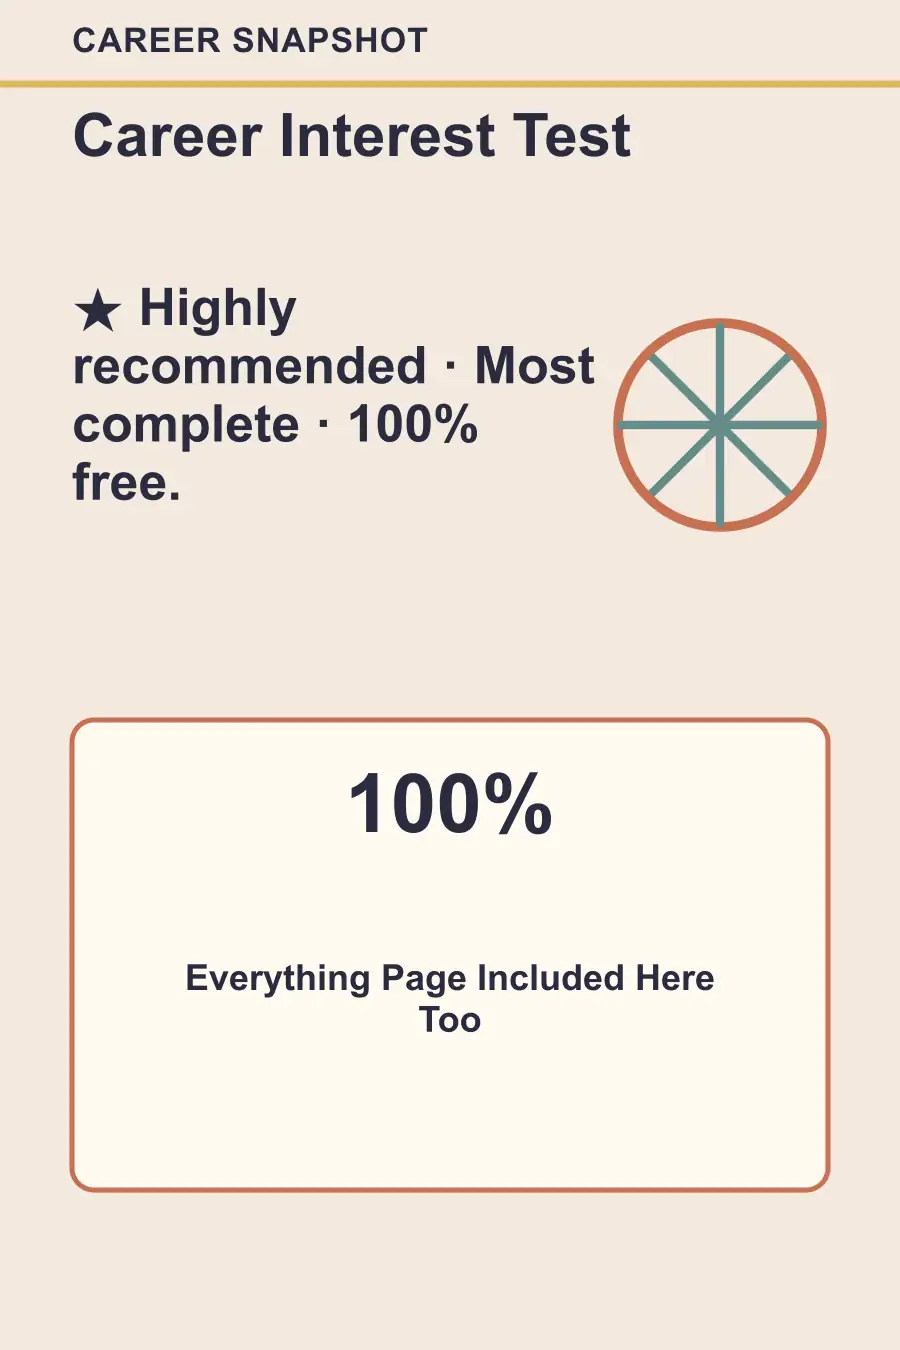 CAREER SNAPSHOT
Career Interest Test
★ Highly
recommended · Most
complete · 100%
free.
100%
Everything Page Included Here
Too